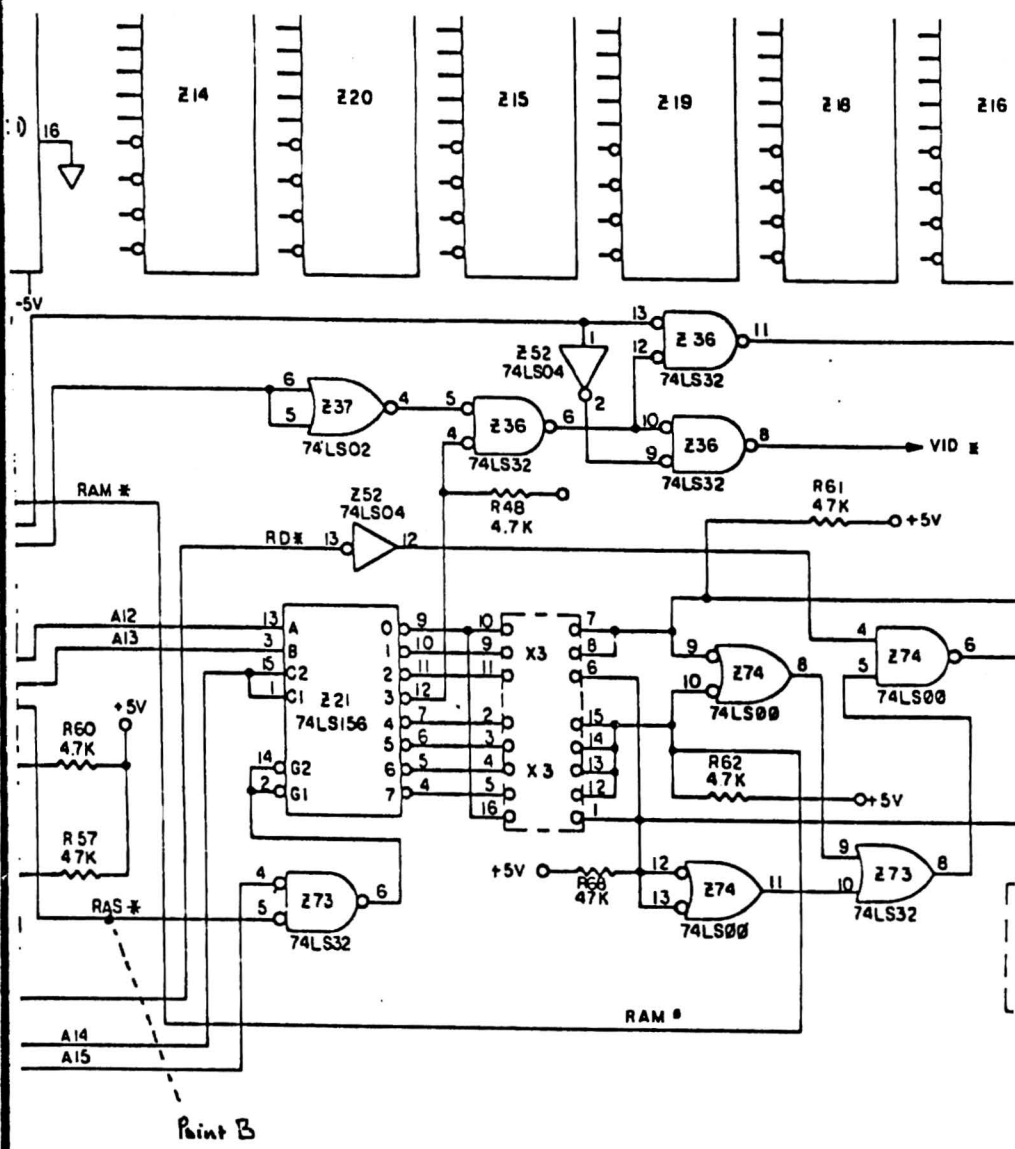 Z14
Z20
Z15
Z19
Z18
Z16
16
-5V
13
Z36
11
12
74LS32
Z52
74LS04
1
2
6
Z37
4
5
74LS02
5
Z36
6
4
74LS32
10
Z36
8
9
74LS32
VID *
RAM *
R48
4.7K
R61
47K
+5V
Z52
74LS04
RD*
13
12
A12
A13
13
A
3
B
15
C2
1
C1
Z21
74LS156
14
G2
2
G1
0
9
1
10
2
11
3
12
4
7
5
6
6
5
7
4
10
9
11
2
3
4
5
16
X3
X3
7
8
6
15
14
13
12
1
9
Z74
8
10
74LS00
4
Z74
6
5
74LS00
R62
4.7K
+5V
R60
4.7K
+5V
R57
47K
+5V
R68
47K
12
Z74
11
13
74LS00
9
Z73
8
10
74LS32
4
Z73
6
5
74LS32
RAS *
RAM *
A14
A15
Point B